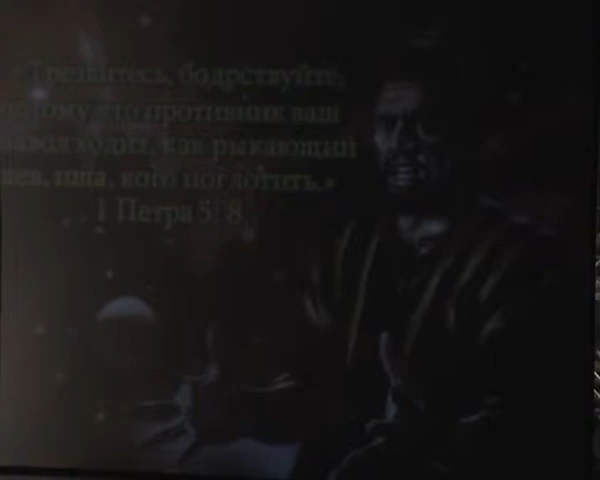 Трезвитесь, бодрствуйте,
потому что противник ваш
диавол ходит, как рыкающий
лев, ища, кого поглотить.»
1 Петра 5: 8